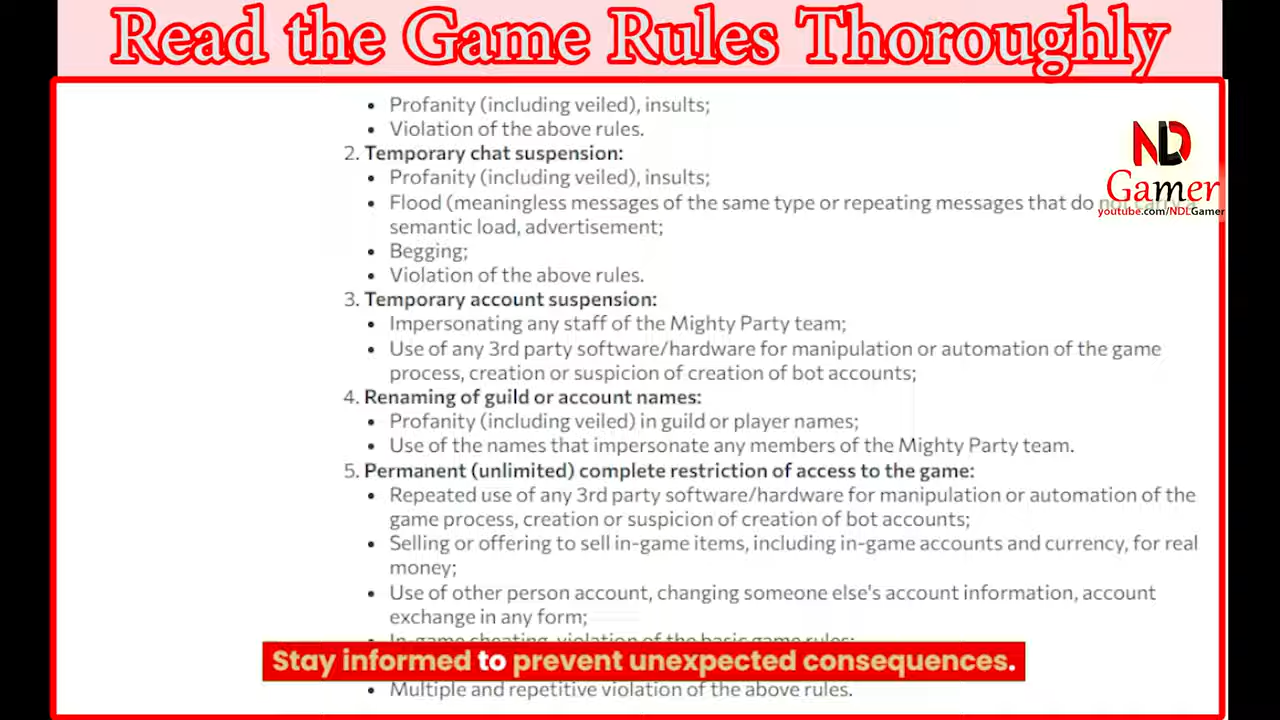 Read the Game Rules Thoroughly
• Profanity (including veiled), insults;
• Violation of the above rules.
2. Temporary chat suspension:
• Profanity (including veiled), insults;
• Flood (meaningless messages of the same type or repeating messages that do not carry a
semantic load, advertisement;
• Begging;
• Violation of the above rules.
3. Temporary account suspension:
• Impersonating any staff of the Mighty Party team;
• Use of any 3rd party software/hardware for manipulation or automation of the game
process, creation or suspicion of creation of bot accounts;
4. Renaming of guild or account names:
• Profanity (including veiled) in guild or player names;
• Use of the names that impersonate any members of the Mighty Party team.
5. Permanent (unlimited) complete restriction of access to the game:
• Repeated use of any 3rd party software/hardware for manipulation or automation of the
game process, creation or suspicion of creation of bot accounts;
• Selling or offering to sell in-game items, including in-game accounts and currency, for real
money;
• Use of other person account, changing someone else's account information, account
exchange in any form;
• In-game cheating, violation of the basic game rules;
Stay informed to prevent unexpected consequences.
• Multiple and repetitive violation of the above rules.
ND
Gamer
youtube.com/NDLGamer